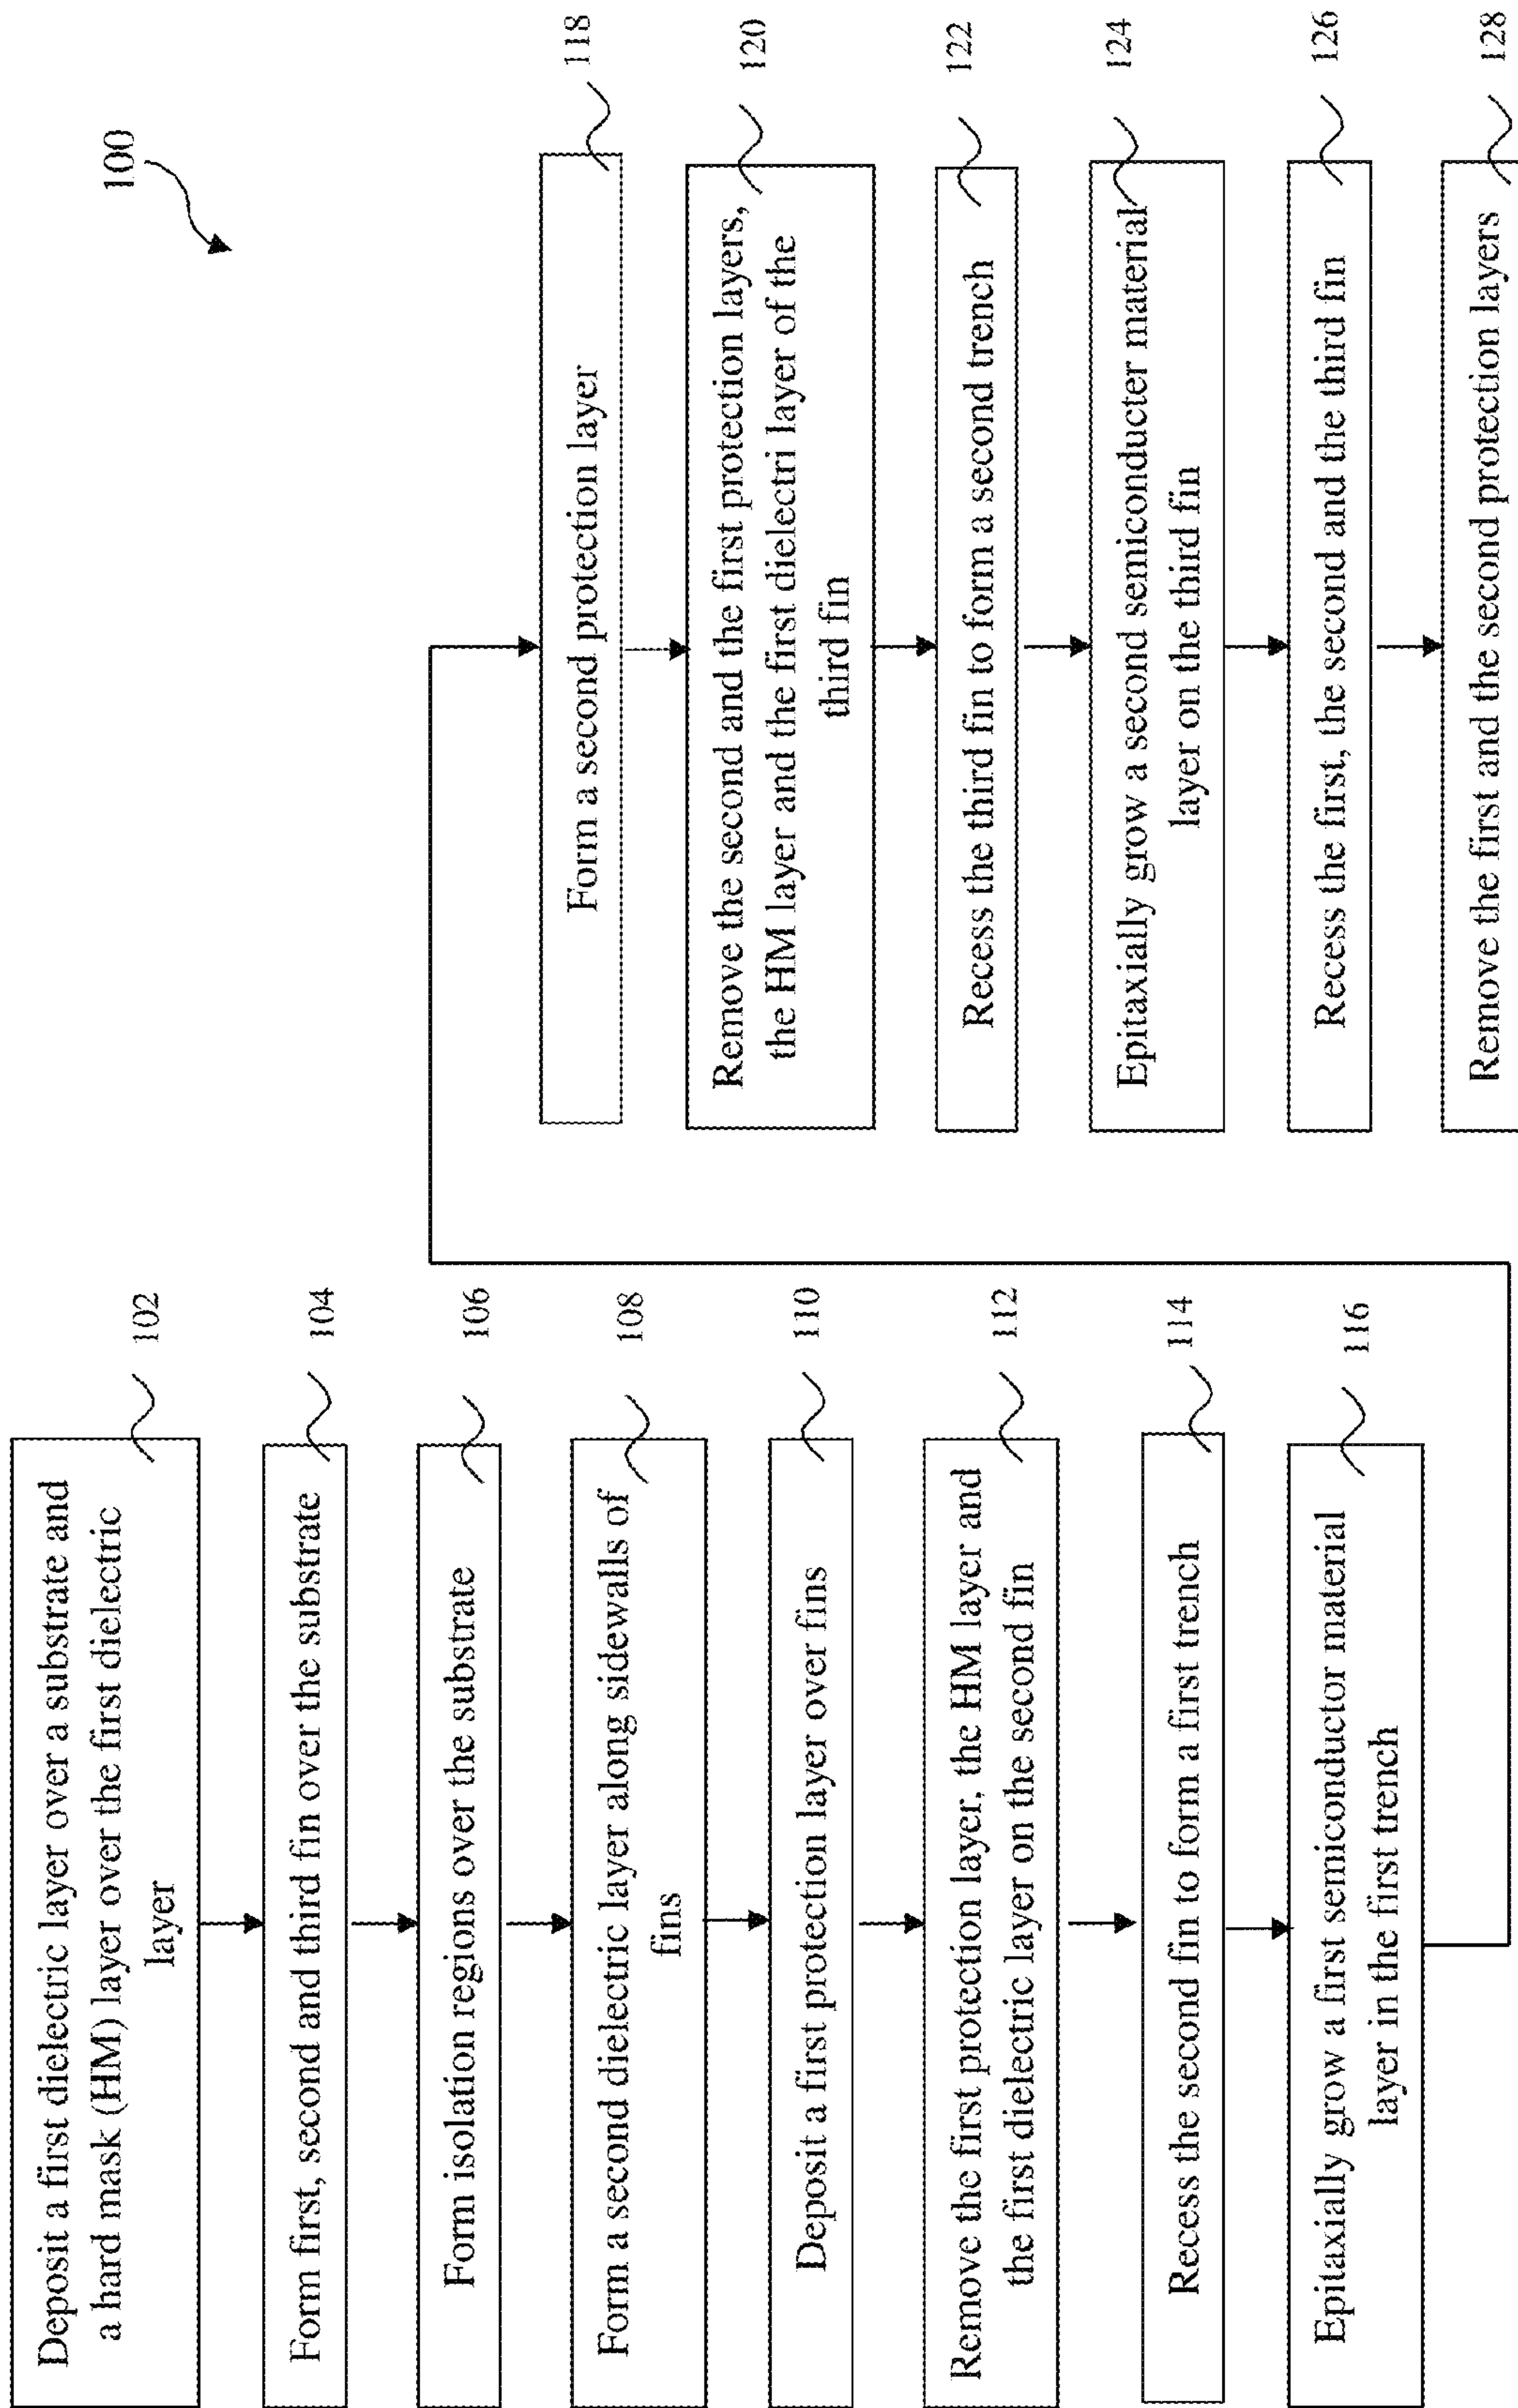 100
Deposit a first dielectric layer over a substrate and
a hard mask (HM) layer over the first dielectric
layer
102
Form first, second and third fin over the substrate
104
Form isolation regions over the substrate
106
Form a second dielectric layer along sidewalls of
fins
108
Deposit a first protection layer over fins
110
Remove the first protection layer, the HM layer and
the first dielectric layer on the second fin
112
Recess the second fin to form a first trench
114
Epitaxially grow a first semiconductor material
layer in the first trench
116
Form a second protection layer
118
Remove the second and the first protection layers,
the HM layer and the first dielectri layer of the
third fin
120
Recess the third fin to form a second trench
122
Epitaxially grow a second semiconducter material
layer on the third fin
124
Recess the first, the second and the third fin
126
Remove the first and the second protection layers
128